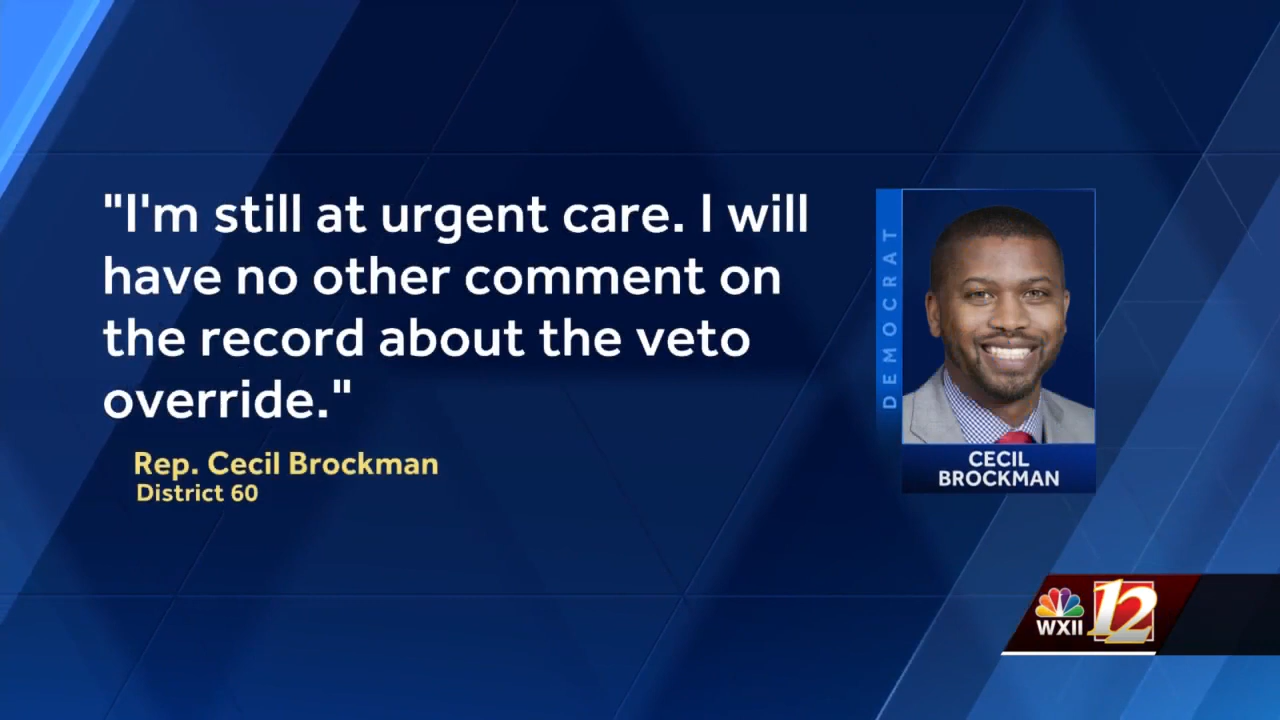 "I'm still at urgent care. I will
have no other comment on
the record about the veto
override."
Rep. Cecil Brockman
District 60
DEMOCRAT
CECIL
BROCKMAN
WXII 12